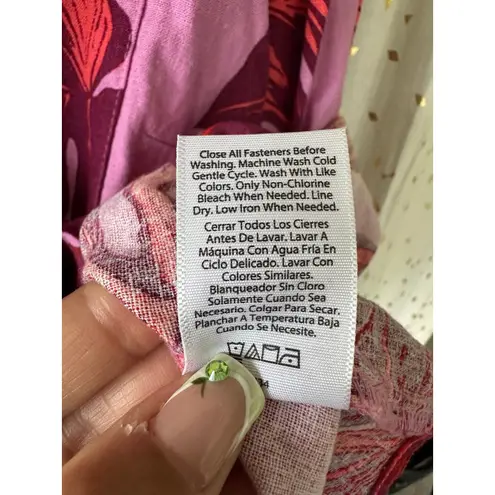 Close All Fasteners Before
Washing. Machine Wash Cold
Gentle Cycle. Wash With Like
Colors. Only Non-Chlorine
Bleach When Needed. Line
Dry. Low Iron When Needed.
Cerrar Todos Los Cierres
Antes De Lavar. Lavar A
Máquina Con Agua Fría En
Ciclo Delicado. Lavar Con
Colores Similares.
Blanqueador Sin Cloro
Solamente Cuando Sea
Necesario. Colgar Para Secar.
Planchar A Temperatura Baja
Cuando Se Necesite.